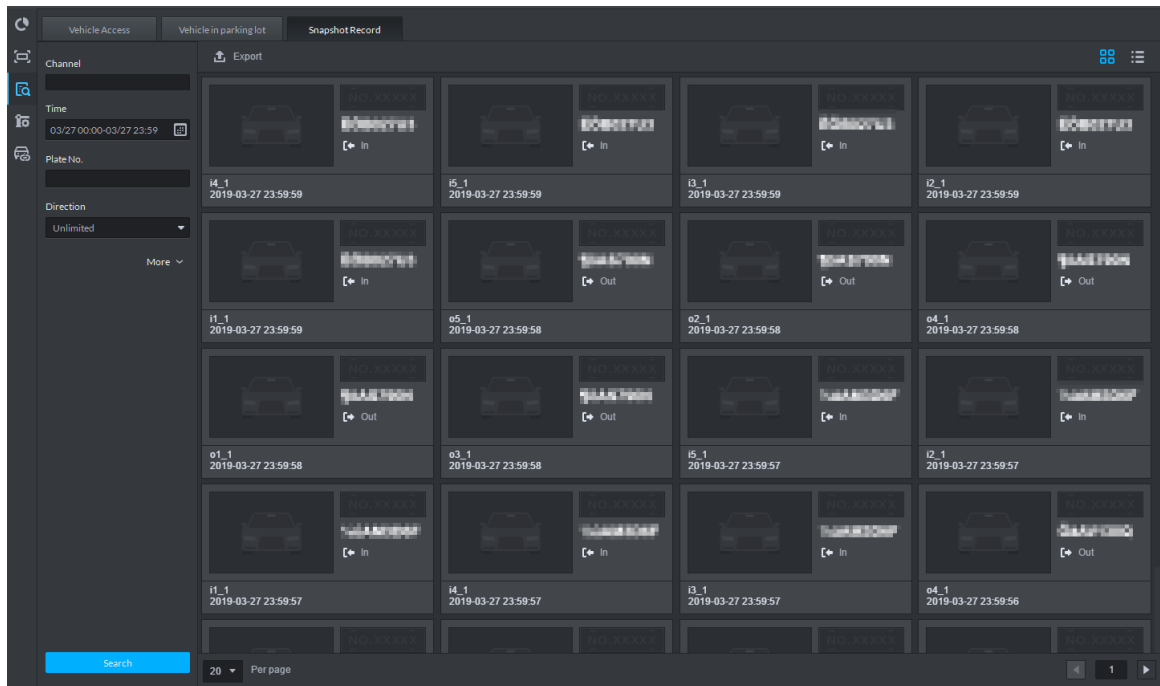 Vehicle Access Vehicle in parking lot Snapshot Record
Channel
Time
03/27 00:00-03/27 23:59
Plate No.
Direction
Unlimited
More
Search
Export
NO.XXXXX NO.XXXXX NO.XXXXX NO.XXXXX
In In In In
i4_1 i5_1 i3_1 i2_1
2019-03-27 23:59:59 2019-03-27 23:59:59 2019-03-27 23:59:59 2019-03-27 23:59:59
NO.XXXXX NO.XXXXX NO.XXXXX NO.XXXXX
In Out Out Out
i1_1 o5_1 o2_1 o4_1
2019-03-27 23:59:59 2019-03-27 23:59:58 2019-03-27 23:59:58 2019-03-27 23:59:58
NO.XXXXX NO.XXXXX NO.XXXXX NO.XXXXX
Out Out In In
o1_1 o3_1 i5_1 i2_1
2019-03-27 23:59:58 2019-03-27 23:59:58 2019-03-27 23:59:57 2019-03-27 23:59:57
NO.XXXXX NO.XXXXX NO.XXXXX NO.XXXXX
In In In Out
i1_1 i4_1 i3_1 o4_1
2019-03-27 23:59:57 2019-03-27 23:59:57 2019-03-27 23:59:57 2019-03-27 23:59:56
NO.XXXXX NO.XXXXX NO.XXXXX NO.XXXXX
20 Per page 1